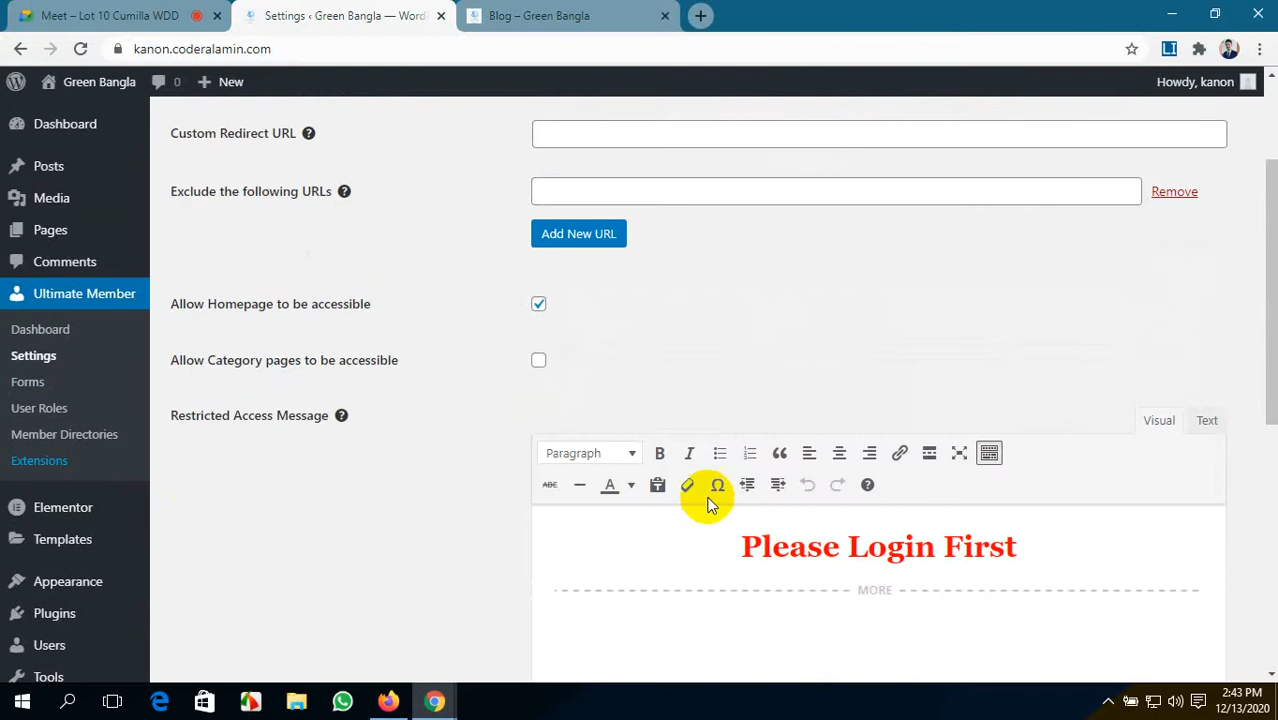 Meet – Lot 10 Cumilla WDD
Settings ‹ Green Bangla — Word
Blog – Green Bangla
kanon.coderalamin.com
Green Bangla
0
New
Howdy, kanon
Dashboard
Posts
Media
Pages
Comments
Ultimate Member
Dashboard
Settings
Forms
User Roles
Member Directories
Extensions
Elementor
Templates
Appearance
Plugins
Users
Tools
Custom Redirect URL
Exclude the following URLs
Remove
Add New URL
Allow Homepage to be accessible
Allow Category pages to be accessible
Restricted Access Message
Visual
Text
Paragraph
B
I
ABC
A
Ω
Please Login First
MORE
2:43 PM
12/13/2020